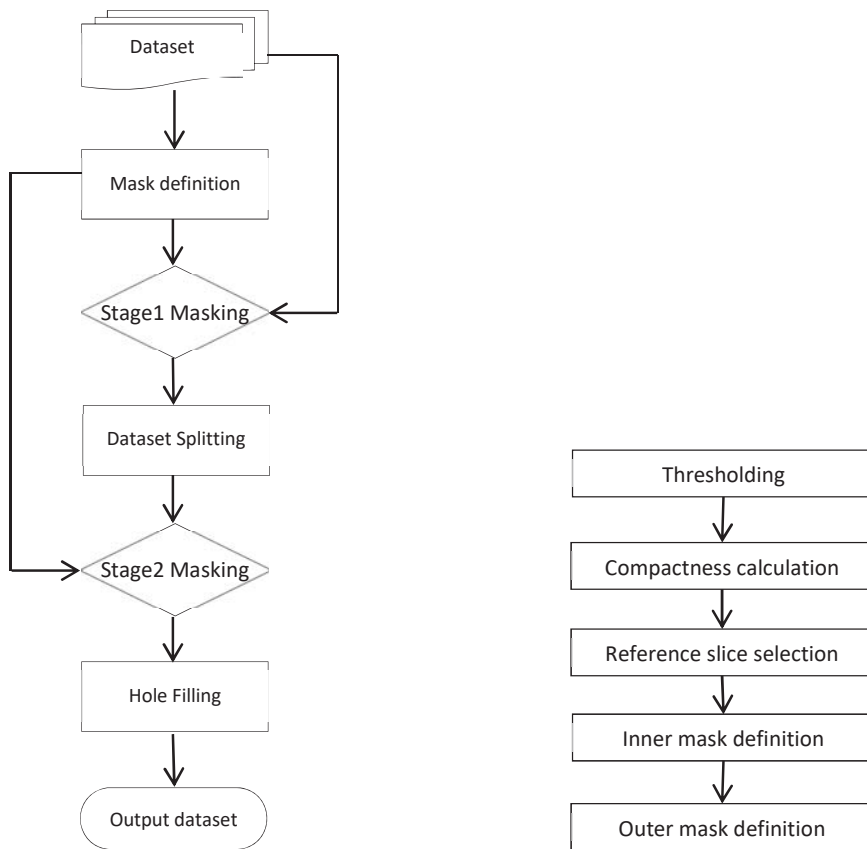 Dataset
Mask definition
Stage1 Masking
Dataset Splitting
Stage2 Masking
Hole Filling
Output dataset
Thresholding
Compactness calculation
Reference slice selection
Inner mask definition
Outer mask definition